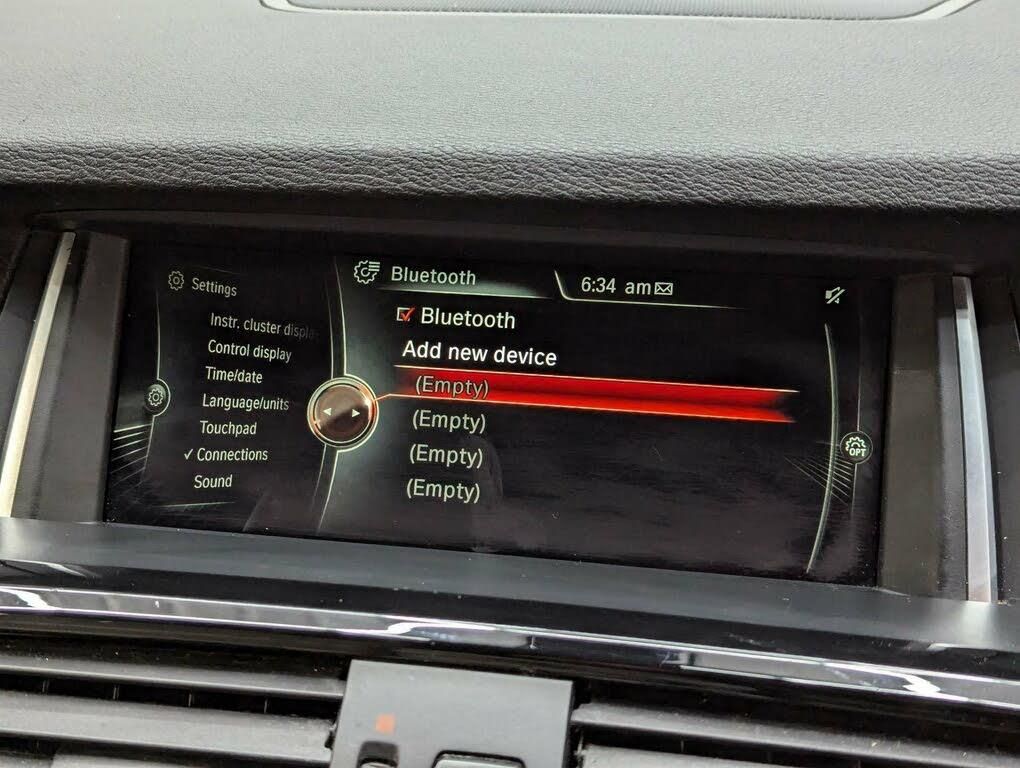 Settings
Instr. cluster displa
Control display
Time/date
Language/units
Touchpad
Connections
Sound
Bluetooth
6:34 am
Bluetooth
Add new device
(Empty)
(Empty)
(Empty)
(Empty)
OPT